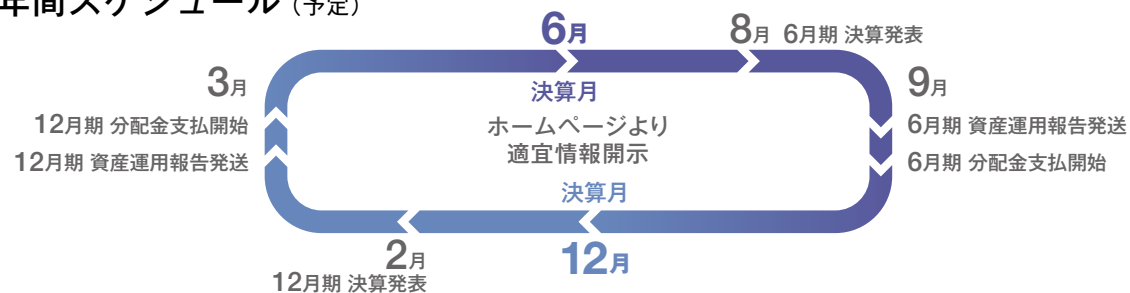 年間スケジュール（予定）
6月
決算月
8月 6月期 決算発表
9月
6月期 資産運用報告発送
6月期 分配金支払開始
ホームページより
適宜情報開示
決算月
12月
2月
12月期 決算発表
3月
12月期 分配金支払開始
12月期 資産運用報告発送